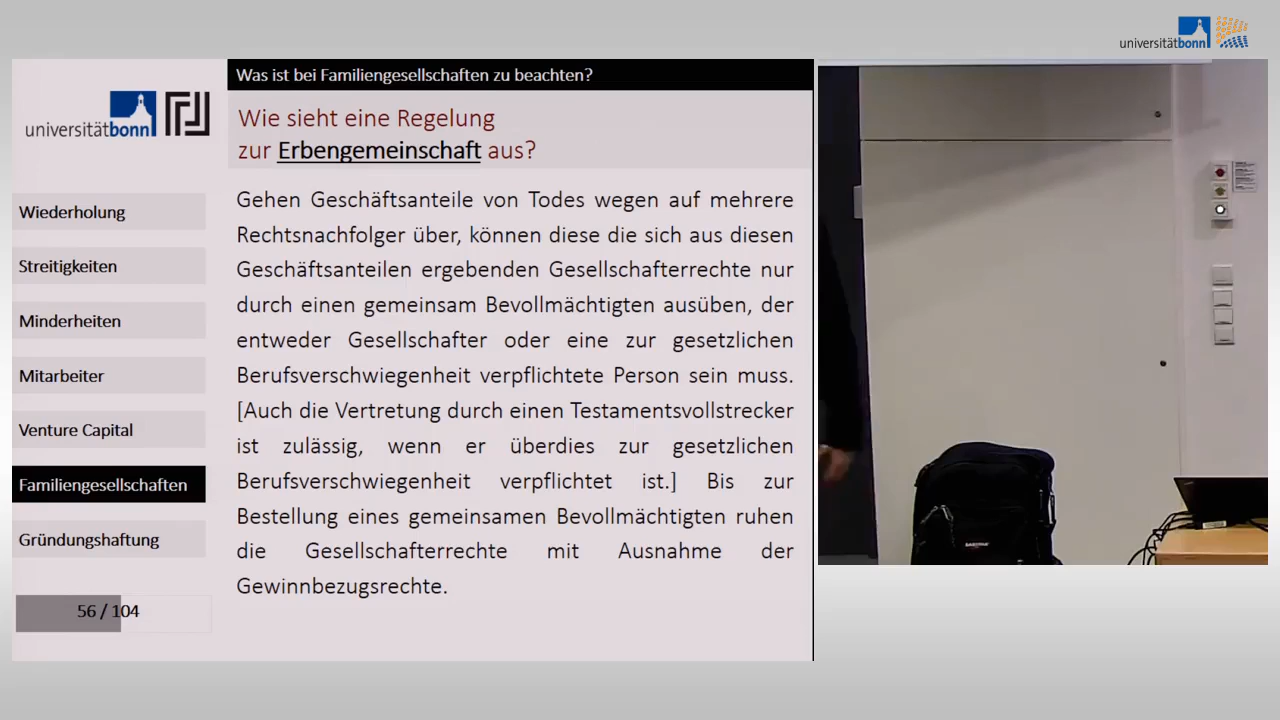 universitätbonn
Was ist bei Familiengesellschaften zu beachten?
universitätbonn
Wie sieht eine Regelung
zur Erbengemeinschaft aus?
Wiederholung
Streitigkeiten
Minderheiten
Mitarbeiter
Venture Capital
Familiengesellschaften
Gründungshaftung
56 / 104
Gehen Geschäftsanteile von Todes wegen auf mehrere
Rechtsnachfolger über, können diese die sich aus diesen
Geschäftsanteilen ergebenden Gesellschafterrechte nur
durch einen gemeinsam Bevollmächtigten ausüben, der
entweder Gesellschafter oder eine zur gesetzlichen
Berufsverschwiegenheit verpflichtete Person sein muss.
[Auch die Vertretung durch einen Testamentsvollstrecker
ist zulässig, wenn er überdies zur gesetzlichen
Berufsverschwiegenheit verpflichtet ist.] Bis zur
Bestellung eines gemeinsamen Bevollmächtigten ruhen
die Gesellschafterrechte mit Ausnahme der
Gewinnbezugsrechte.